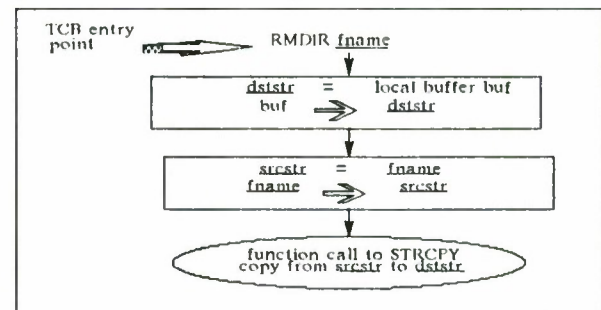 TCB entry
point
RMDIR fname
dststr = local buffer buf
buf dststr
srcstr = fname
fname srcstr
function call to STRCPY
copy from srcstr to dststr